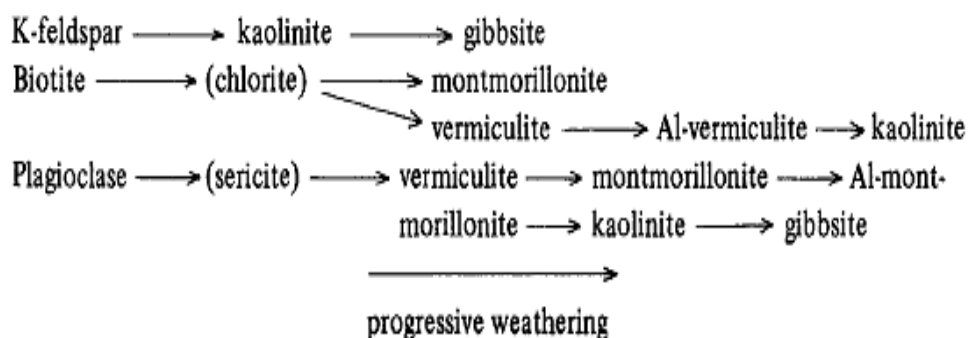 K-feldspar → kaolinite → gibbsite
Biotite → (chlorite) → montmorillonite
vermiculite → Al-vermiculite → kaolinite
Plagioclase → (sericite) → vermiculite → montmorillonite → Al-mont-
morillonite → kaolinite → gibbsite
progressive weathering